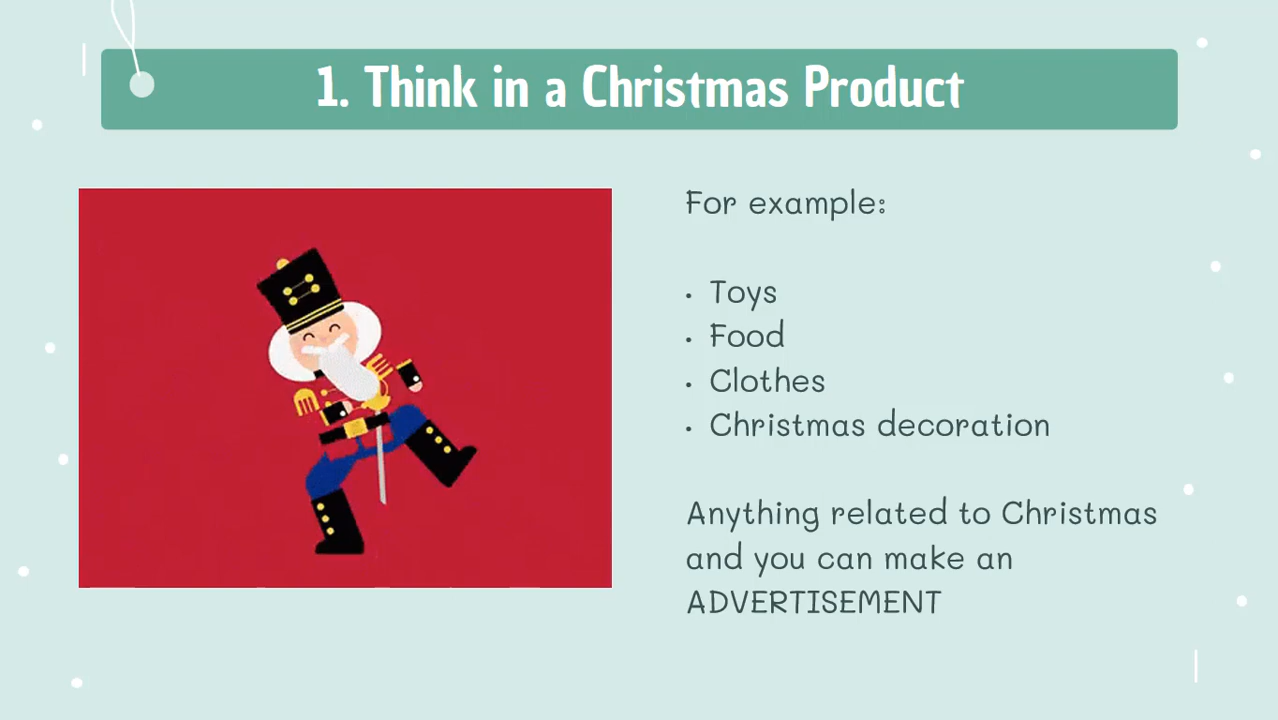 1. Think in a Christmas Product
For example:
• Toys
• Food
• Clothes
• Christmas decoration
Anything related to Christmas
and you can make an
ADVERTISEMENT